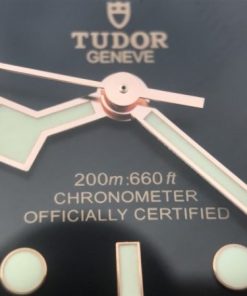 TUDOR
GENEVE
200m:660ft
CHRONOMETER
OFFICIALLY CERTIFIED